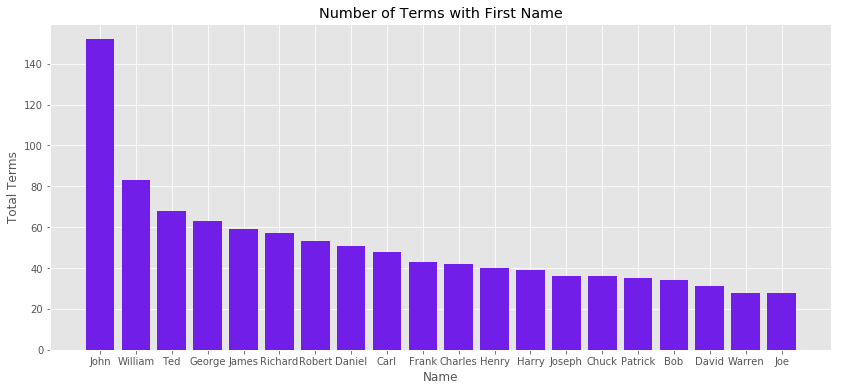 Number of Terms with First Name
Total Terms
140
120
100
80
60
40
20
0
John William Ted George James Richard Robert Daniel Carl Frank Charles Henry Harry Joseph Chuck Patrick Bob David Warren Joe
Name